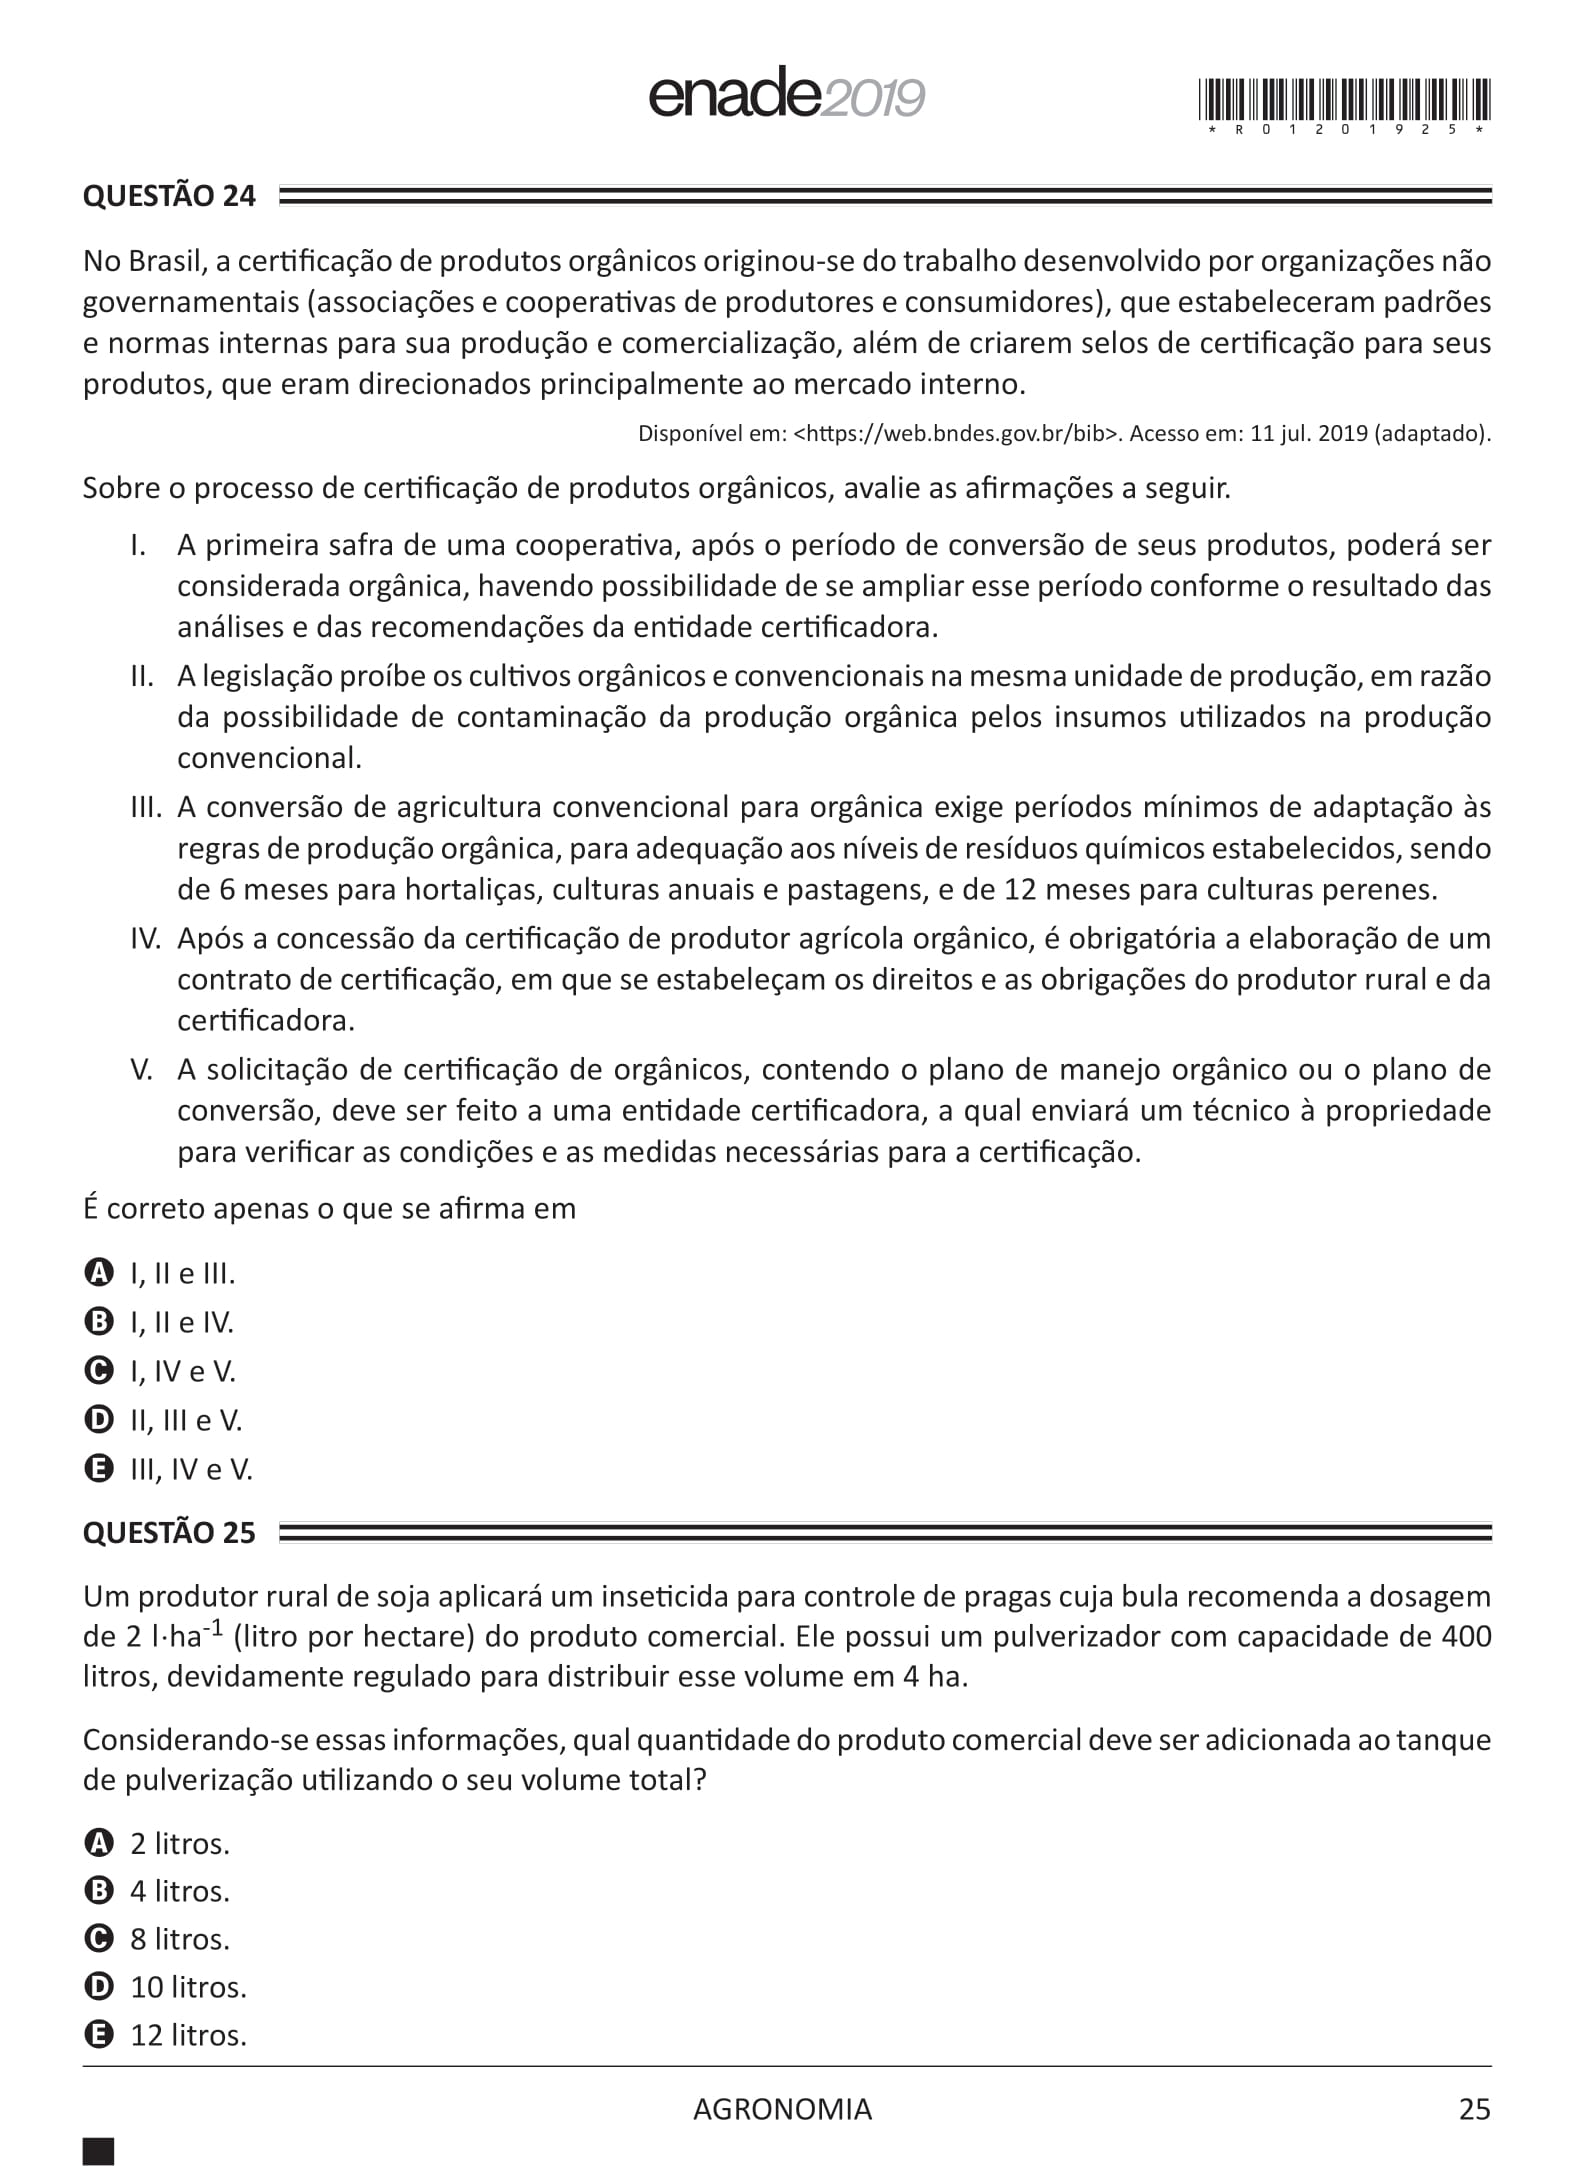 enade2019
*R01201925*
QUESTÃO 24
No Brasil, a certificação de produtos orgânicos originou-se do trabalho desenvolvido por organizações não
governamentais (associações e cooperativas de produtores e consumidores), que estabeleceram padrões
e normas internas para sua produção e comercialização, além de criarem selos de certificação para seus
produtos, que eram direcionados principalmente ao mercado interno.
Disponível em: <https://web.bndes.gov.br/bib>. Acesso em: 11 jul. 2019 (adaptado).
Sobre o processo de certificação de produtos orgânicos, avalie as afirmações a seguir.
I. A primeira safra de uma cooperativa, após o período de conversão de seus produtos, poderá ser
considerada orgânica, havendo possibilidade de se ampliar esse período conforme o resultado das
análises e das recomendações da entidade certificadora.
II. A legislação proíbe os cultivos orgânicos e convencionais na mesma unidade de produção, em razão
da possibilidade de contaminação da produção orgânica pelos insumos utilizados na produção
convencional.
III. A conversão de agricultura convencional para orgânica exige períodos mínimos de adaptação às
regras de produção orgânica, para adequação aos níveis de resíduos químicos estabelecidos, sendo
de 6 meses para hortaliças, culturas anuais e pastagens, e de 12 meses para culturas perenes.
IV. Após a concessão da certificação de produtor agrícola orgânico, é obrigatória a elaboração de um
contrato de certificação, em que se estabeleçam os direitos e as obrigações do produtor rural e da
certificadora.
V. A solicitação de certificação de orgânicos, contendo o plano de manejo orgânico ou o plano de
conversão, deve ser feito a uma entidade certificadora, a qual enviará um técnico à propriedade
para verificar as condições e as medidas necessárias para a certificação.
É correto apenas o que se afirma em
A I, II e III.
B I, II e IV.
C I, IV e V.
D II, III e V.
E III, IV e V.
QUESTÃO 25
Um produtor rural de soja aplicará um inseticida para controle de pragas cuja bula recomenda a dosagem
de 2 l·ha⁻¹ (litro por hectare) do produto comercial. Ele possui um pulverizador com capacidade de 400
litros, devidamente regulado para distribuir esse volume em 4 ha.
Considerando-se essas informações, qual quantidade do produto comercial deve ser adicionada ao tanque
de pulverização utilizando o seu volume total?
A 2 litros.
B 4 litros.
C 8 litros.
D 10 litros.
E 12 litros.
AGRONOMIA 25